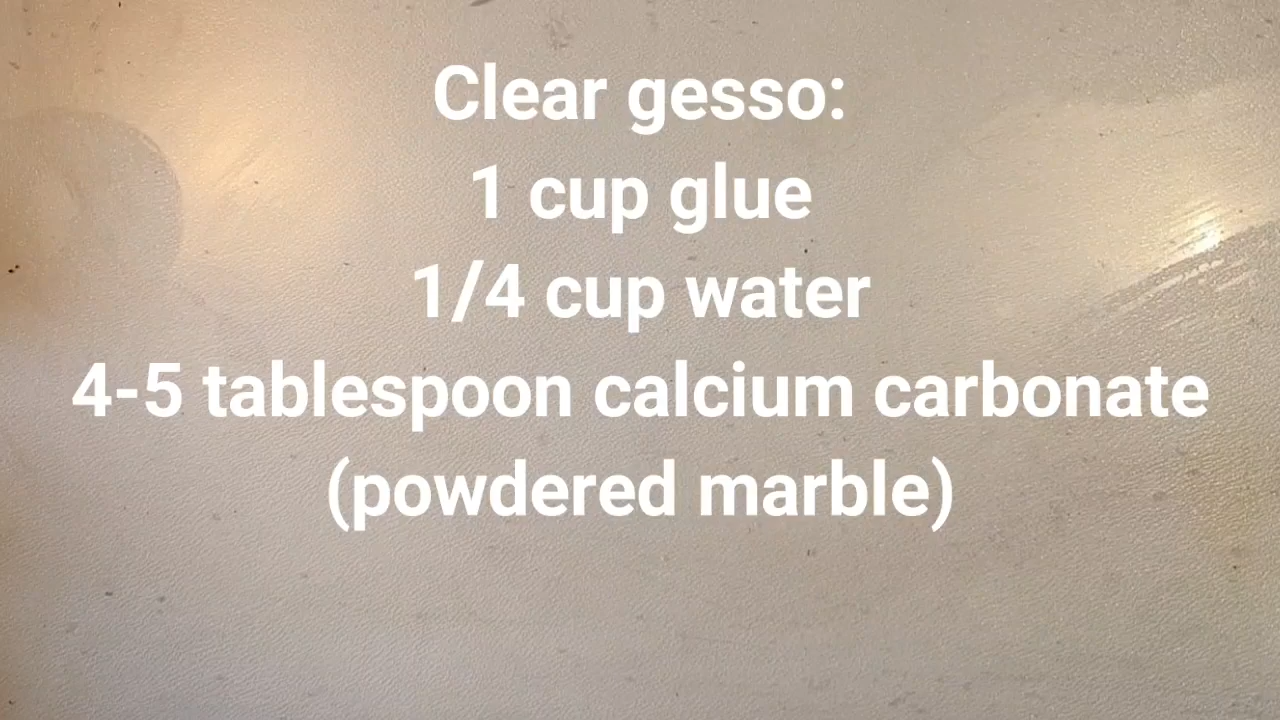 Clear gesso:
1 cup glue
1/4 cup water
4-5 tablespoon calcium carbonate
(powdered marble)